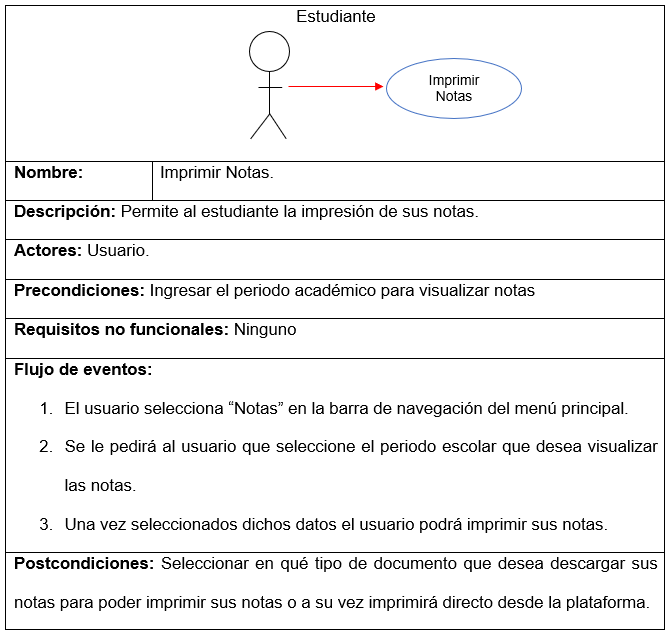 Estudiante
Imprimir
Notas
Nombre: Imprimir Notas.
Descripción: Permite al estudiante la impresión de sus notas.
Actores: Usuario.
Precondiciones: Ingresar el periodo académico para visualizar notas
Requisitos no funcionales: Ninguno
Flujo de eventos:
1. El usuario selecciona “Notas” en la barra de navegación del menú principal.
2. Se le pedirá al usuario que seleccione el periodo escolar que desea visualizar
las notas.
3. Una vez seleccionados dichos datos el usuario podrá imprimir sus notas.
Postcondiciones: Seleccionar en qué tipo de documento que desea descargar sus
notas para poder imprimir sus notas o a su vez imprimirá directo desde la plataforma.